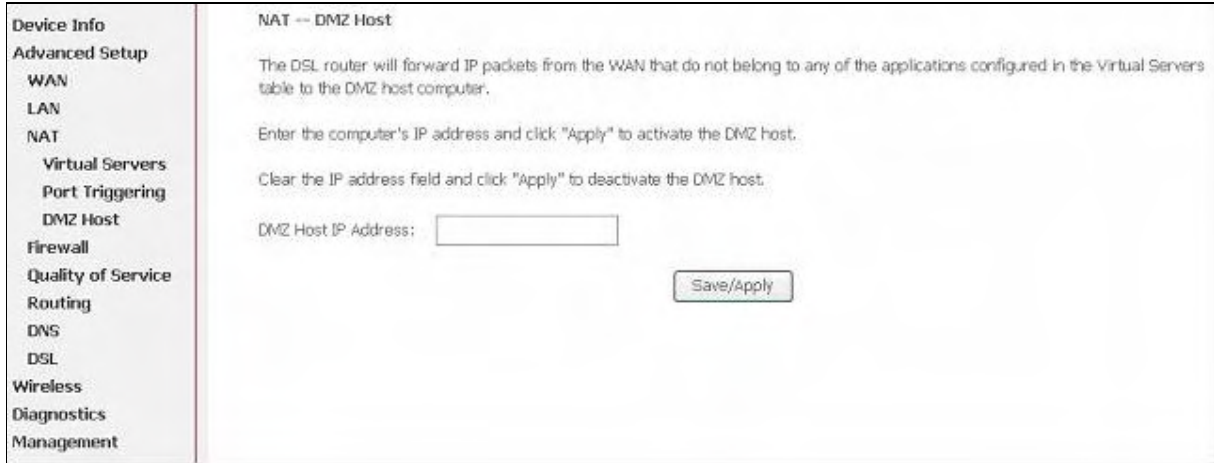 Device Info
Advanced Setup
WAN
LAN
NAT
Virtual Servers
Port Triggering
DMZ Host
Firewall
Quality of Service
Routing
DNS
DSL
Wireless
Diagnostics
Management
NAT -- DMZ Host
The DSL router will forward IP packets from the WAN that do not belong to any of the applications configured in the Virtual Servers
table to the DMZ host computer.
Enter the computer's IP address and click "Apply" to activate the DMZ host.
Clear the IP address field and click "Apply" to deactivate the DMZ host.
DMZ Host IP Address:
Save/Apply